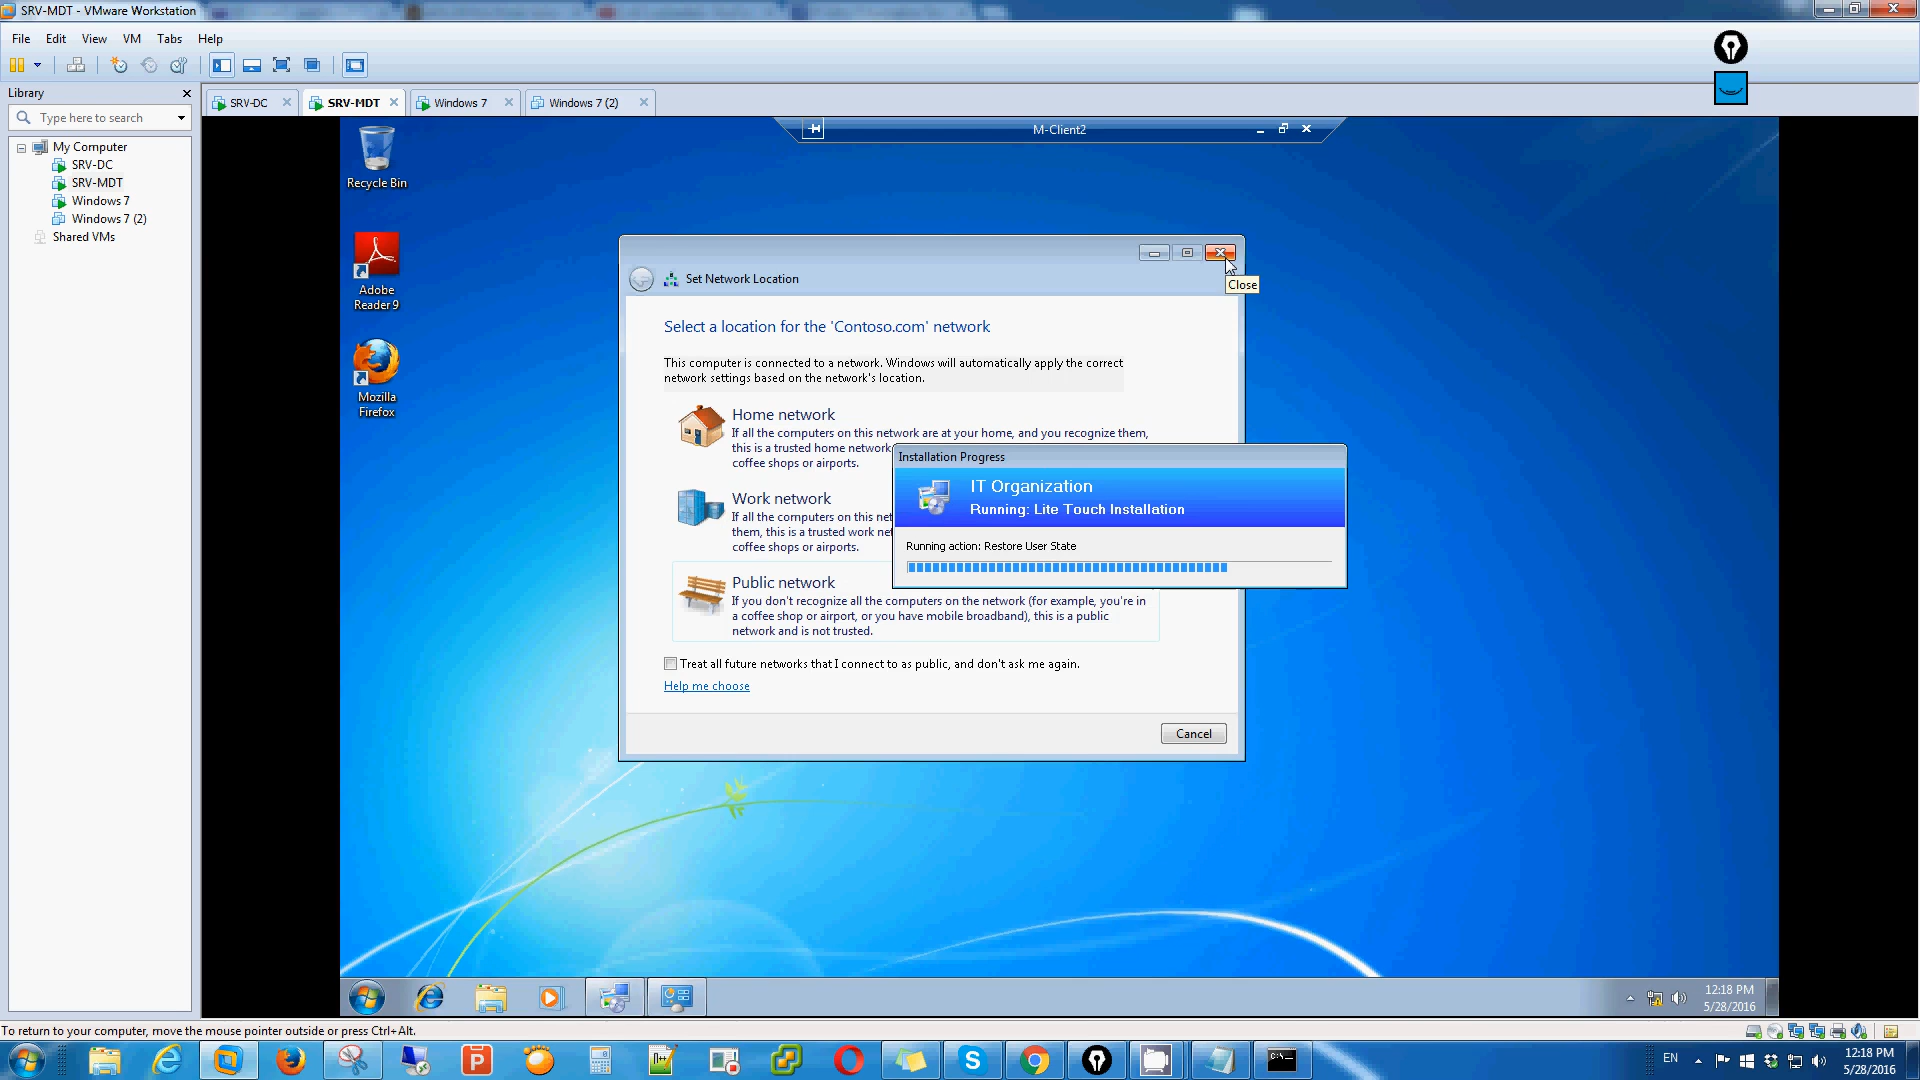 SRV-MDT - VMware Workstation
File Edit View VM Tabs Help
Library
Type here to search
My Computer
SRV-DC
SRV-MDT
Windows 7
Windows 7 (2)
Shared VMs
SRV-DC
SRV-MDT
Windows 7
Windows 7 (2)
M-Client2
Recycle Bin
Adobe
Reader 9
Mozilla
Firefox
Close
Set Network Location
Select a location for the 'Contoso.com' network
This computer is connected to a network. Windows will automatically apply the correct
network settings based on the network's location.
Home network
If all the computers on this network are at your home, and you recognize them,
this is a trusted home network
coffee shops or airports.
Work network
If all the computers on this net
them, this is a trusted work net
coffee shops or airports.
Public network
If you don't recognize all the computers on the network (for example, you're in
a coffee shop or airport, or you have mobile broadband), this is a public
network and is not trusted.
Treat all future networks that I connect to as public, and don't ask me again.
Help me choose
Cancel
Installation Progress
IT Organization
Running: Lite Touch Installation
Running action: Restore User State
12:18 PM
5/28/2016
To return to your computer, move the mouse pointer outside or press Ctrl+Alt.
EN
12:18 PM
5/28/2016